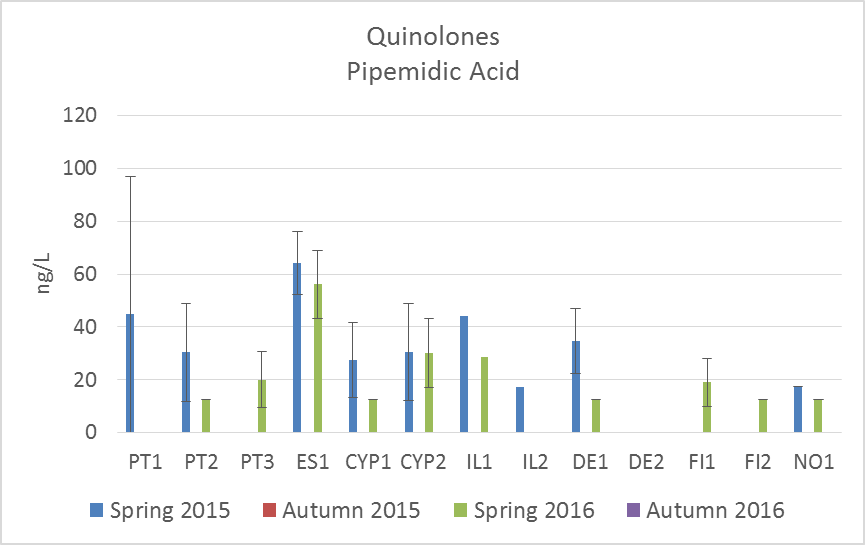 Quinolones
Pipemidic Acid
120
100
80
60
40
20
0
ng/L
PT1 PT2 PT3 ES1 CYP1 CYP2 IL1 IL2 DE1 DE2 FI1 FI2 NO1
Spring 2015 Autumn 2015 Spring 2016 Autumn 2016